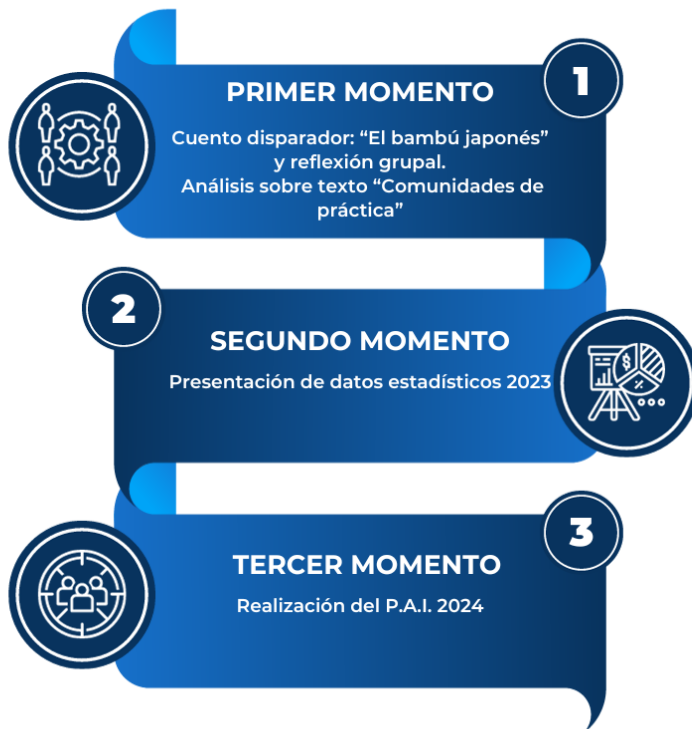 1
PRIMER MOMENTO
Cuento disparador: “El bambú japonés”
y reflexión grupal.
Análisis sobre texto “Comunidades de
práctica”
2
SEGUNDO MOMENTO
Presentación de datos estadísticos 2023
$
%
3
TERCER MOMENTO
Realización del P.A.I. 2024